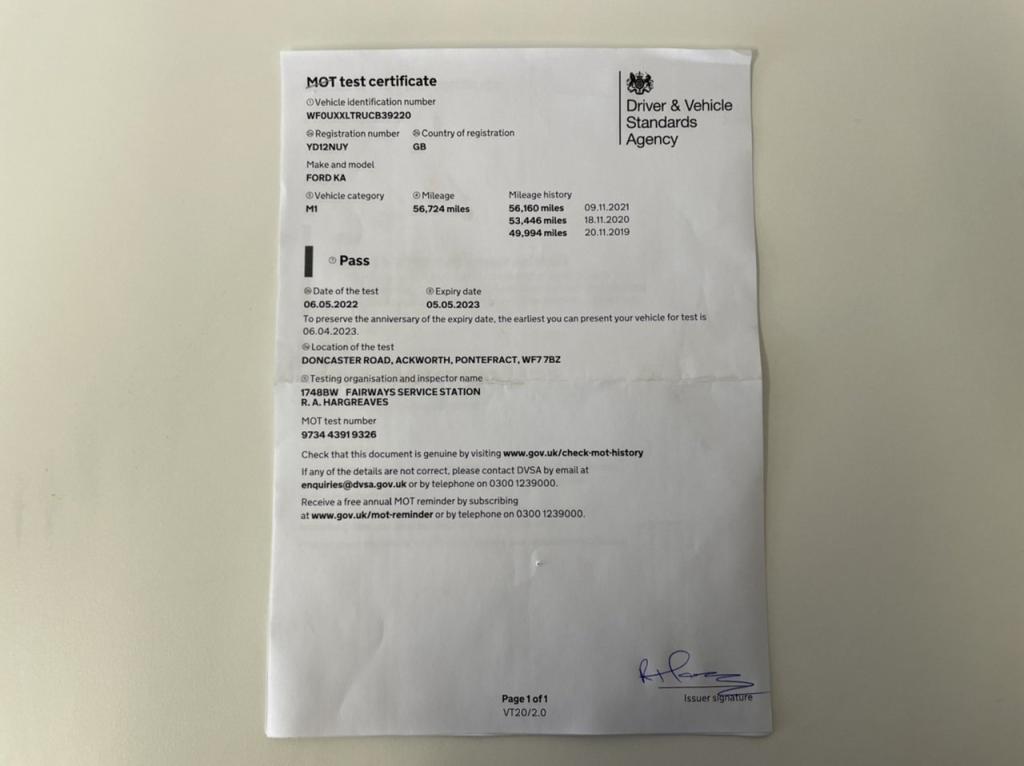 MOT test certificate
Driver & Vehicle
Standards
Agency
Vehicle identification number
WF0UXXLTRUCB39220
Registration number Country of registration
YD12NUY GB
Make and model
FORD KA
Vehicle category Mileage Mileage history
M1 56,724 miles 56,160 miles 09.11.2021
53,446 miles 18.11.2020
49,994 miles 20.11.2019
Pass
Date of the test Expiry date
06.05.2022 05.05.2023
To preserve the anniversary of the expiry date, the earliest you can present your vehicle for test is
06.04.2023.
Location of the test
DONCASTER ROAD, ACKWORTH, PONTEFRACT, WF7 7BZ
Testing organisation and inspector name
1748BW FAIRWAYS SERVICE STATION
R. A. HARGREAVES
MOT test number
9734 4391 9326
Check that this document is genuine by visiting www.gov.uk/check-mot-history
If any of the details are not correct, please contact DVSA by email at
enquiries@dvsa.gov.uk or by telephone on 0300 1239000.
Receive a free annual MOT reminder by subscribing
at www.gov.uk/mot-reminder or by telephone on 0300 1239000.
Issuer signature
Page 1 of 1
VT20/2.0